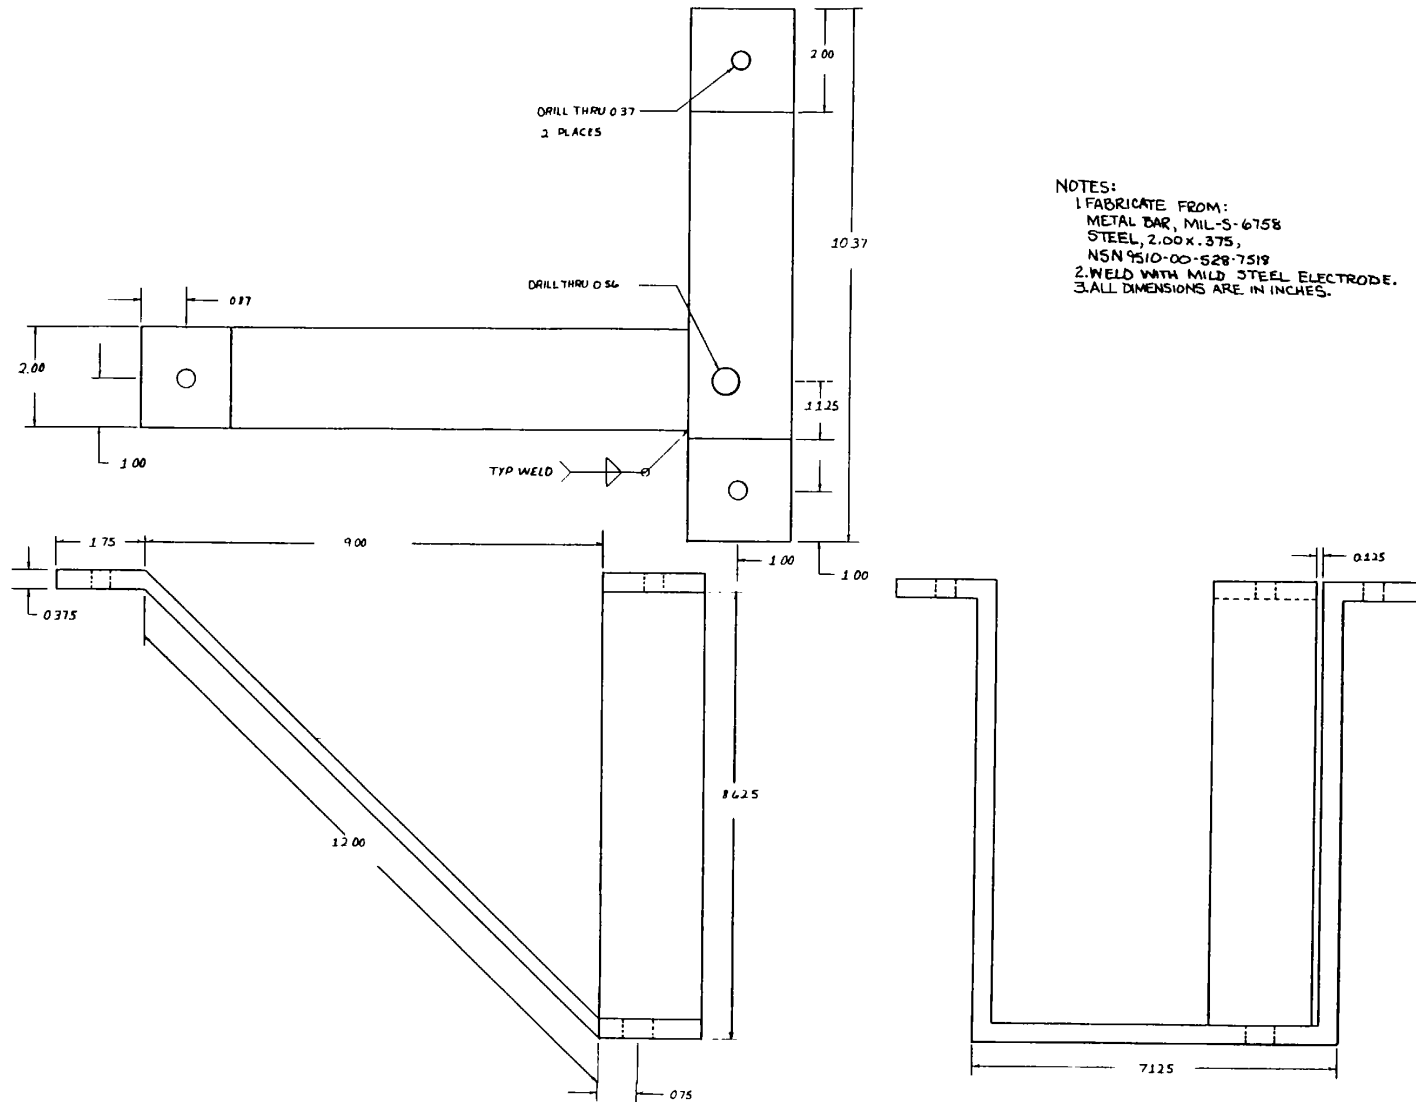 2 00
DRILL THRU 0 37
2 PLACES
10 37
NOTES:
1 FABRICATE FROM:
METAL BAR, MIL-S-6758
STEEL, 2.00 x .375,
NSN 9510-00-528-7518
2. WELD WITH MILD STEEL ELECTRODE.
3. ALL DIMENSIONS ARE IN INCHES.
DRILL THRU 0 56
0 87
2.00
1 125
1 00
TYP WELD
1 75
9 00
1 00
1 00
0.125
0 375
8 625
12 00
7 125
0 75